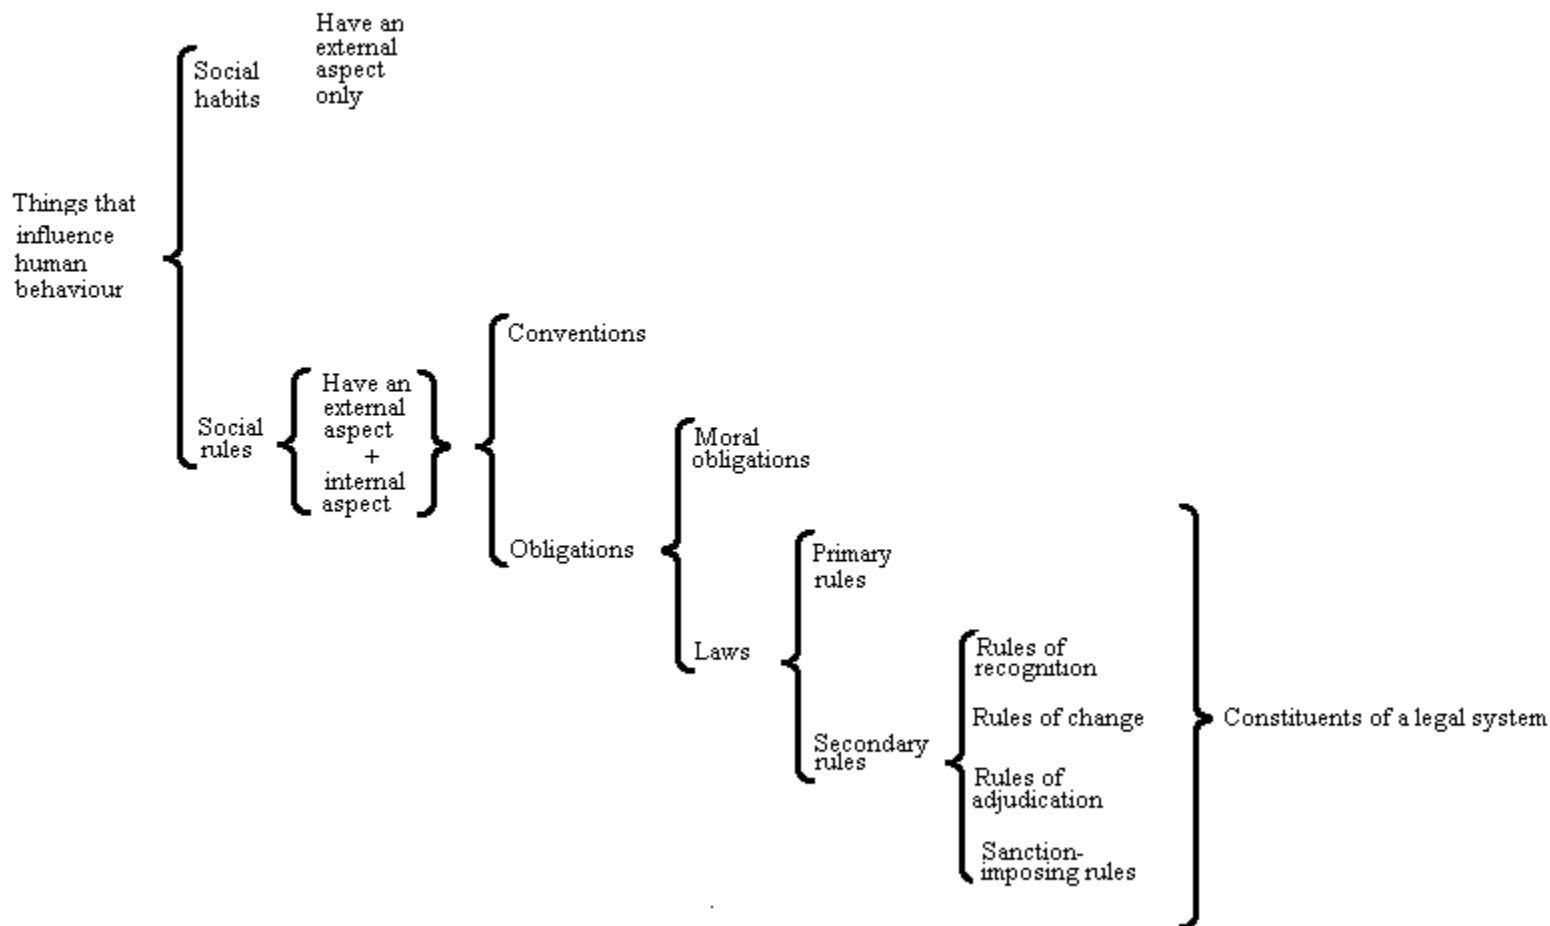 Have an
external
aspect
only
Social
habits
Things that
influence
human
behaviour
Conventions
Have an
external
aspect
+
internal
aspect
Social
rules
Moral
obligations
Obligations
Primary
rules
Laws
Rules of
recognition
Rules of change
Constituents of a legal system
Secondary
rules
Rules of
adjudication
Sanction-
imposing rules